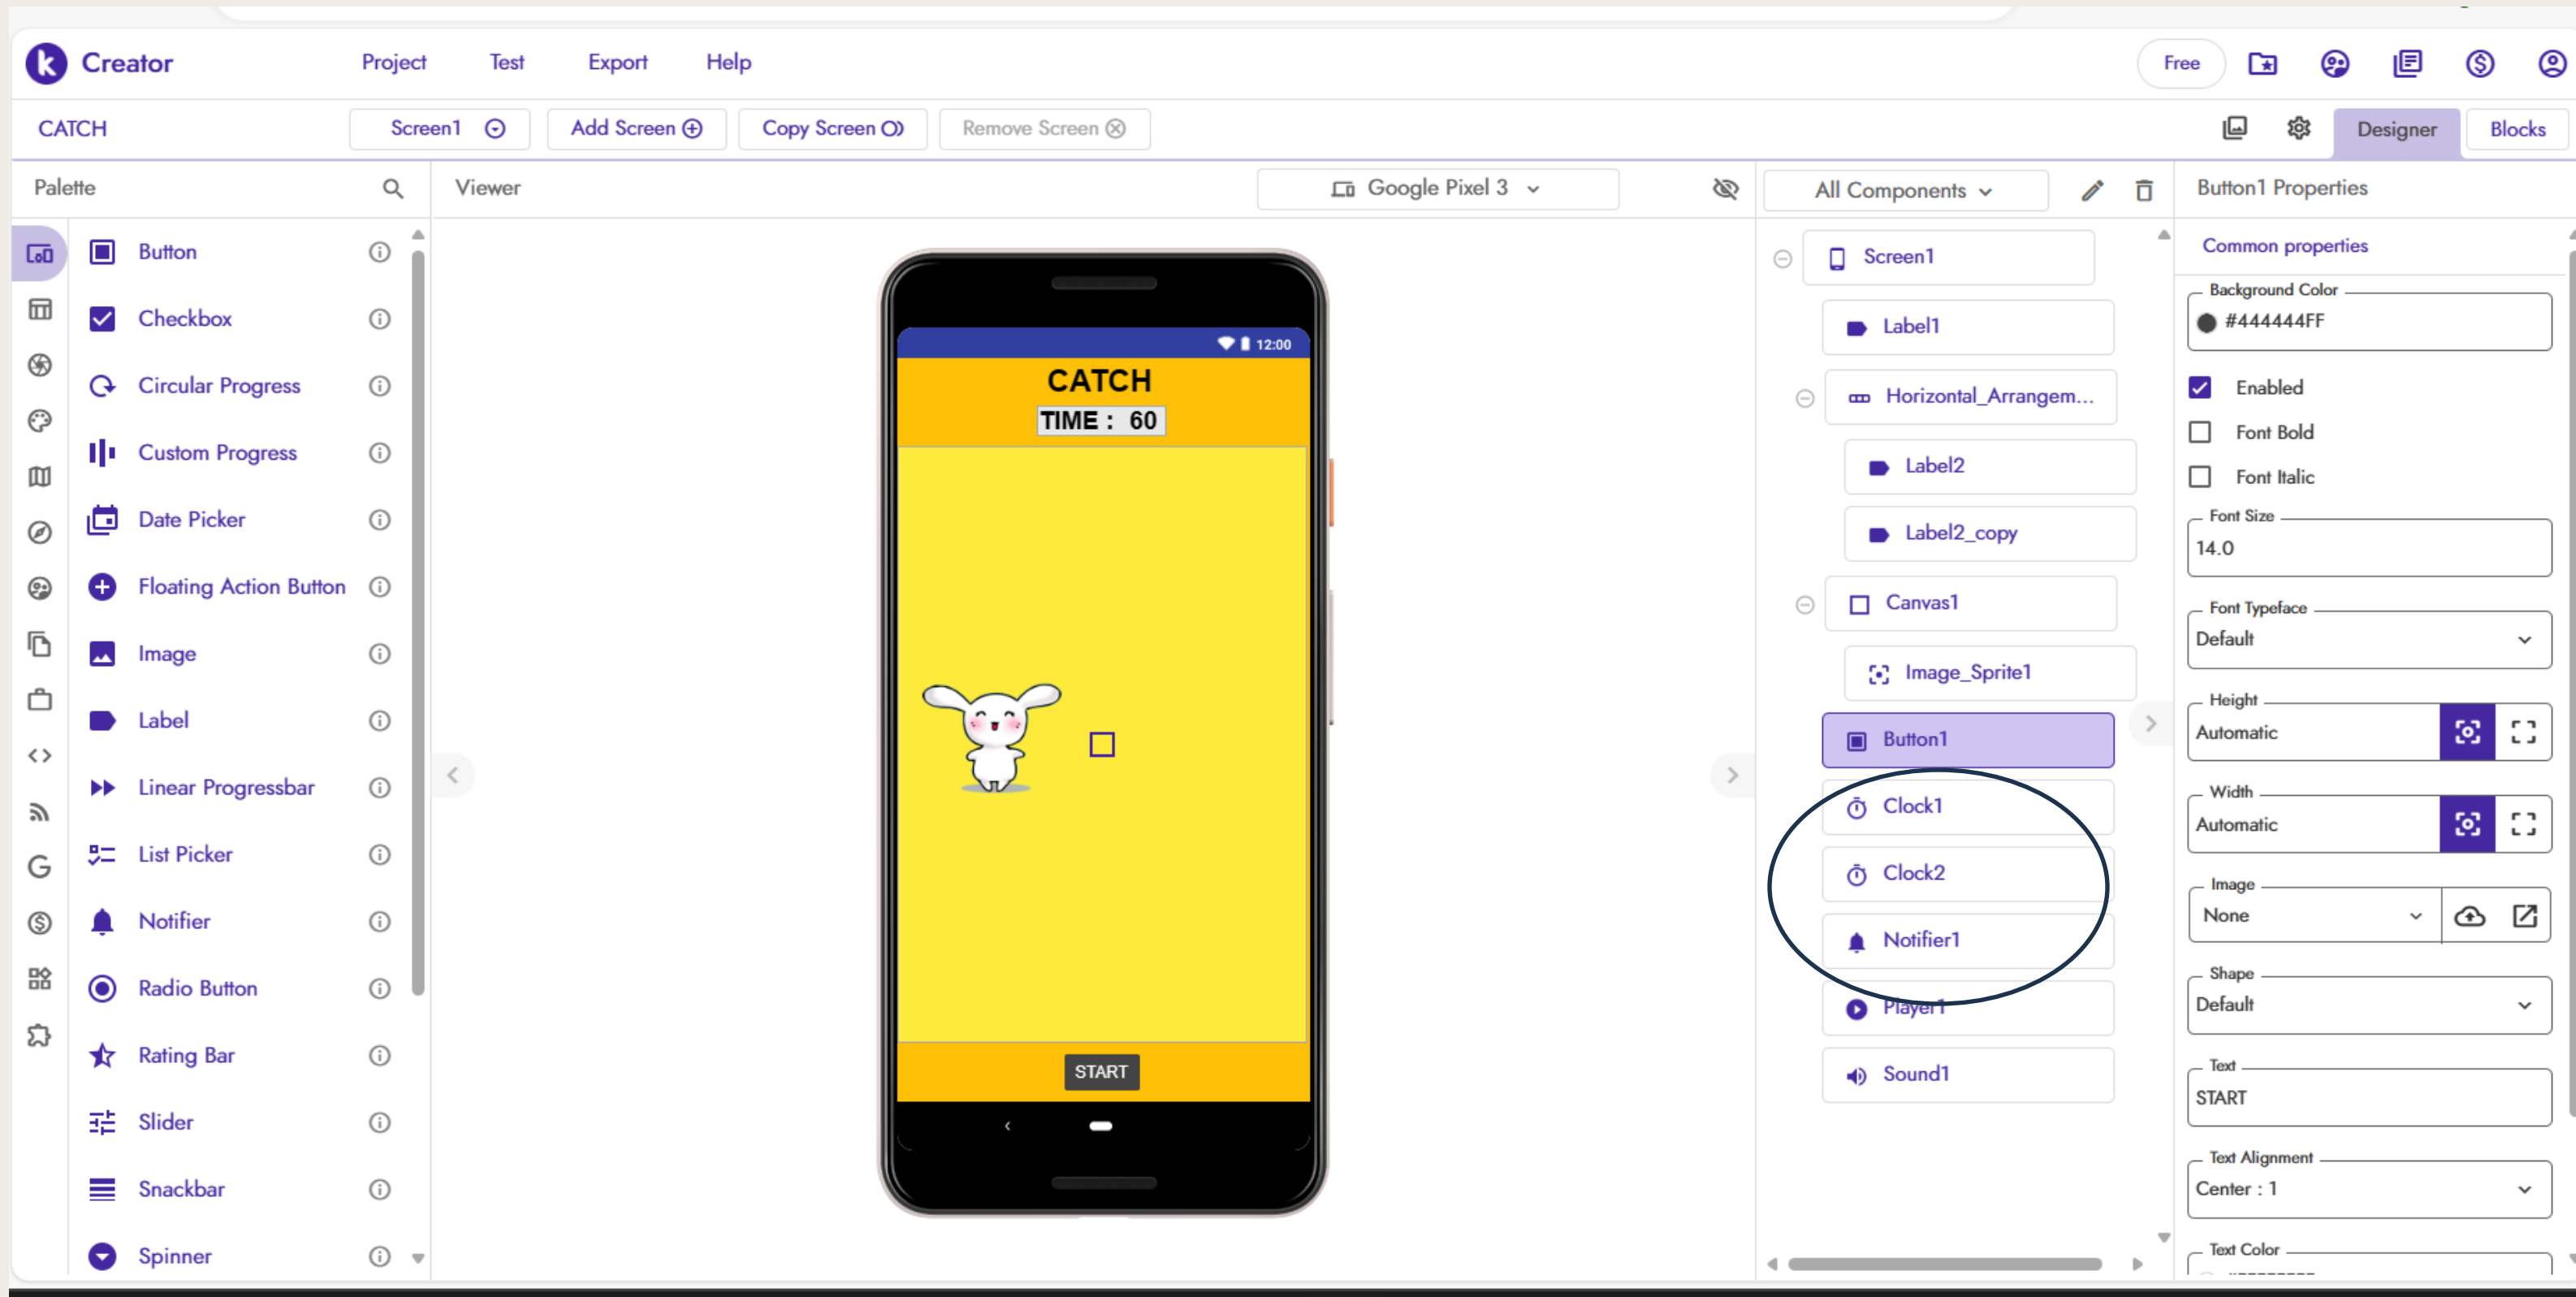 k Creator
Project
Test
Export
Help
Free
CATCH
Screen1
Add Screen
Copy Screen
Remove Screen
Designer
Blocks
Palette
Button
Checkbox
Circular Progress
Custom Progress
Date Picker
Floating Action Button
Image
Label
Linear Progressbar
List Picker
Notifier
Radio Button
Rating Bar
Slider
Snackbar
Spinner
Viewer
Google Pixel 3
12:00
CATCH
TIME : 60
START
All Components
Screen1
Label1
Horizontal_Arrangem...
Label2
Label2_copy
Canvas1
Image_Sprite1
Button1
Clock1
Clock2
Notifier1
Player1
Sound1
Button1 Properties
Common properties
Background Color
#444444FF
Enabled
Font Bold
Font Italic
Font Size
14.0
Font Typeface
Default
Height
Automatic
Width
Automatic
Image
None
Shape
Default
Text
START
Text Alignment
Center : 1
Text Color